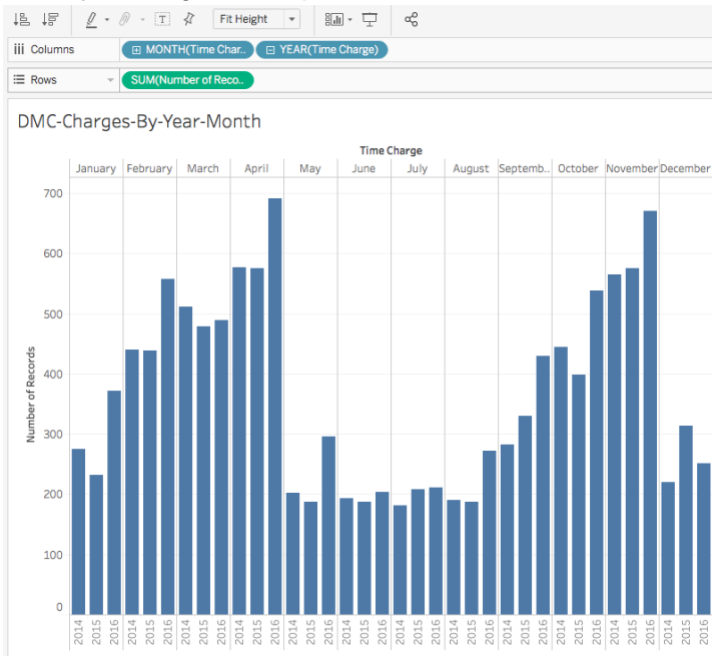 T Fit Height
iii Columns MONTH(Time Char.. YEAR(Time Charge)
Rows SUM(Number of Reco..
DMC-Charges-By-Year-Month
Time Charge
January February March April May June July August Septemb.. October November December
700
600
500
400
300
200
100
0
Number of Records
2014 2015 2016 2014 2015 2016 2014 2015 2016 2014 2015 2016 2014 2015 2016 2014 2015 2016 2014 2015 2016 2014 2015 2016 2014 2015 2016 2014 2015 2016 2014 2015 2016 2014 2015 2016